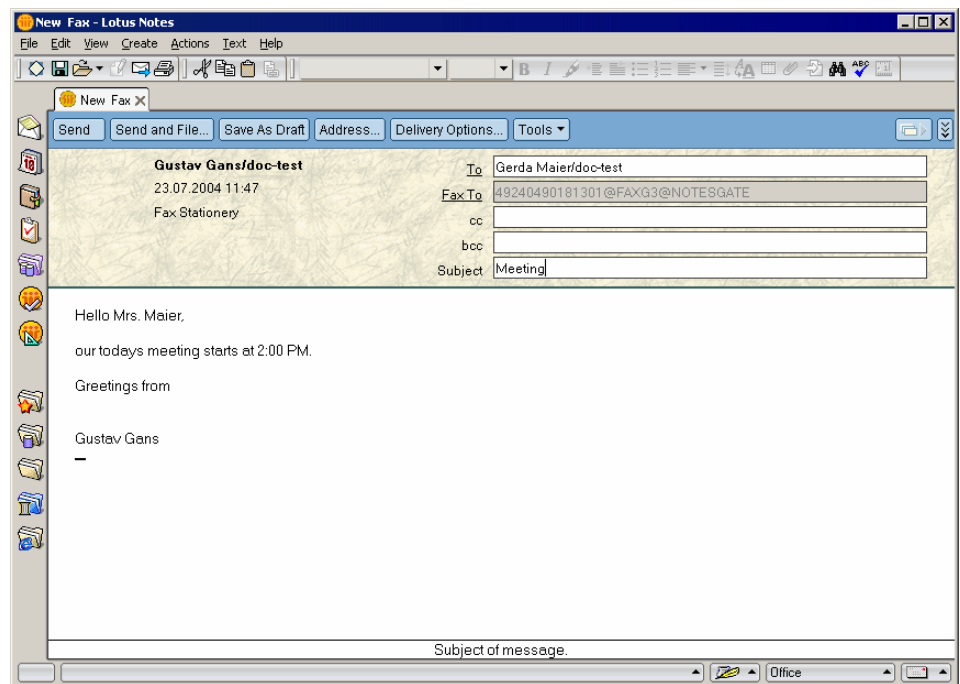 New Fax - Lotus Notes
File Edit View Create Actions Text Help
B I ABC
New Fax
Send Send and File... Save As Draft Address... Delivery Options... Tools
Gustav Gans/doc-test To Gerda Maier/doc-test
23.07.2004 11:47 Fax To 49240490181301@FAXG3@NOTESGATE
Fax Stationery cc
bcc
Subject Meeting
Hello Mrs. Maier,
our todays meeting starts at 2:00 PM.
Greetings from
Gustav Gans
Subject of message.
Office